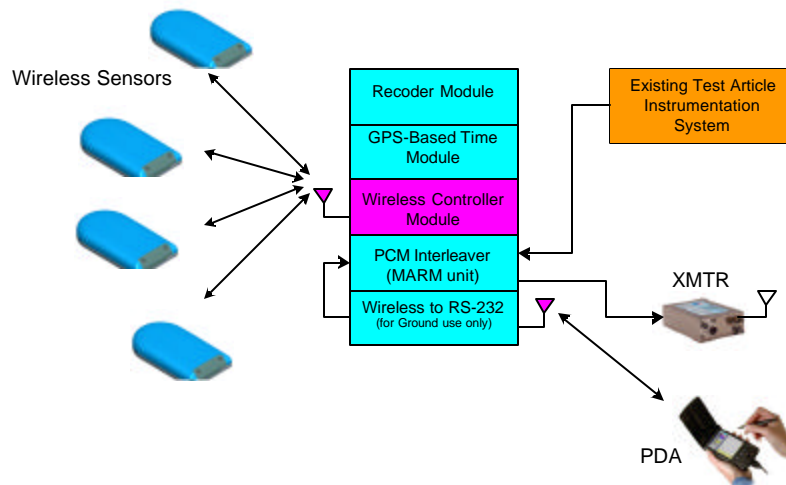 Wireless Sensors
Recoder Module
GPS-Based Time
Module
Wireless Controller
Module
PCM Interleaver
(MARM unit)
Wireless to RS-232
(for Ground use only)
Existing Test Article
Instrumentation
System
XMTR
PDA